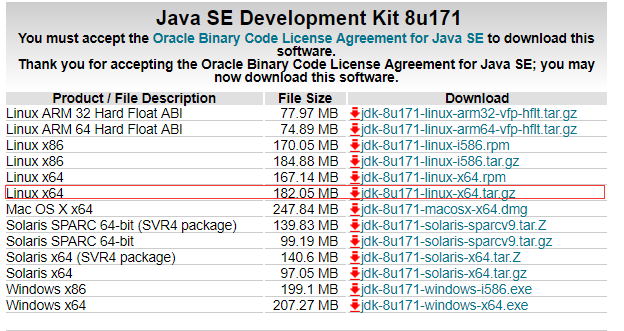 Java SE Development Kit 8u171
You must accept the Oracle Binary Code License Agreement for Java SE to download this
software.
Thank you for accepting the Oracle Binary Code License Agreement for Java SE; you may
now download this software.
Product / File Description File Size Download
Linux ARM 32 Hard Float ABI 77.97 MB jdk-8u171-linux-arm32-vfp-hflt.tar.gz
Linux ARM 64 Hard Float ABI 74.89 MB jdk-8u171-linux-arm64-vfp-hflt.tar.gz
Linux x86 170.05 MB jdk-8u171-linux-i586.rpm
Linux x86 184.88 MB jdk-8u171-linux-i586.tar.gz
Linux x64 167.14 MB jdk-8u171-linux-x64.rpm
Linux x64 182.05 MB jdk-8u171-linux-x64.tar.gz
Mac OS X x64 247.84 MB jdk-8u171-macosx-x64.dmg
Solaris SPARC 64-bit (SVR4 package) 139.83 MB jdk-8u171-solaris-sparcv9.tar.Z
Solaris SPARC 64-bit 99.19 MB jdk-8u171-solaris-sparcv9.tar.gz
Solaris x64 (SVR4 package) 140.6 MB jdk-8u171-solaris-x64.tar.Z
Solaris x64 97.05 MB jdk-8u171-solaris-x64.tar.gz
Windows x86 199.1 MB jdk-8u171-windows-i586.exe
Windows x64 207.27 MB jdk-8u171-windows-x64.exe